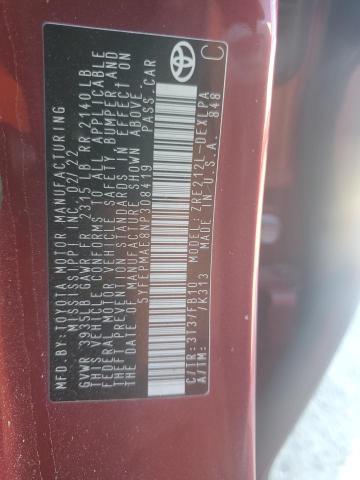 MFD. BY: TOYOTA MOTOR MANUFACTURING
MISSISSIPPI, INC. 02/22
GVWR 3935LB GAWR FR 2315LB RR 2140LB
THIS VEHICLE CONFORMS TO ALL APPLICABLE
FEDERAL MOTOR VEHICLE SAFETY, BUMPER, AND
THEFT PREVENTION STANDARDS IN EFFECT ON
THE DATE OF MANUFACTURE SHOWN ABOVE.
5YFEPMAE8NP308419 PASS. CAR
C/TR: 3T3/FB10 MODEL: ZRE212L-DEXLPA
A/TM: /K313 MADE IN U.S.A. 848
C